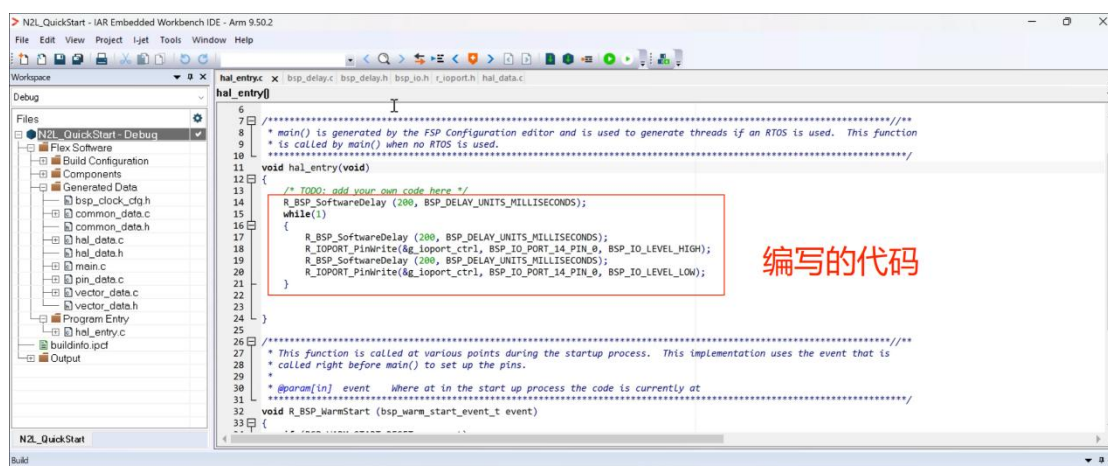 N2L_QuickStart - IAR Embedded Workbench IDE - Arm 9.50.2
File Edit View Project I-jet Tools Window Help
Workspace
hal_entry.c x bsp_delay.c bsp_delay.h bsp_io.h r_ioport.h hal_data.c
Debug
hal_entry()
Files
N2L_QuickStart - Debug
Flex Software
Build Configuration
Components
Generated Data
bsp_clock_cfg.h
common_data.c
common_data.h
hal_data.c
hal_data.h
main.c
pin_data.c
vector_data.c
vector_data.h
Program Entry
hal_entry.c
buildinfo.ipcf
Output
N2L_QuickStart
6
7 /*******************************************************************************************************************//**
8 * main() is generated by the FSP Configuration editor and is used to generate threads if an RTOS is used. This function
9 * is called by main() when no RTOS is used.
10 **********************************************************************************************************************/
11 void hal_entry(void)
12 {
13 /* TODO: add your own code here */
14 R_BSP_SoftwareDelay (200, BSP_DELAY_UNITS_MILLISECONDS);
15 while(1)
16 {
17 R_BSP_SoftwareDelay (200, BSP_DELAY_UNITS_MILLISECONDS);
18 R_IOPORT_PinWrite(&g_ioport_ctrl, BSP_IO_PORT_14_PIN_0, BSP_IO_LEVEL_HIGH);
19 R_BSP_SoftwareDelay (200, BSP_DELAY_UNITS_MILLISECONDS);
20 R_IOPORT_PinWrite(&g_ioport_ctrl, BSP_IO_PORT_14_PIN_0, BSP_IO_LEVEL_LOW);
21 }
22
23
24 }
25
26 /*******************************************************************************************************************//**
27 * This function is called at various points during the startup process. This implementation uses the event that is
28 * called right before main() to set up the pins.
29 *
30 * @param[in] event Where at in the start up process the code is currently at
31 **********************************************************************************************************************/
32 void R_BSP_WarmStart (bsp_warm_start_event_t event)
33 {
编写的代码
Build